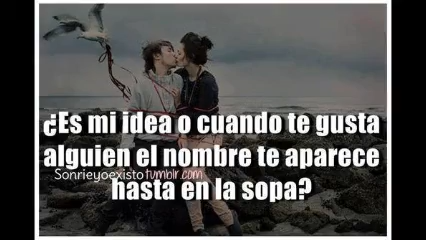 ¿Es mi idea o cuando te gusta
alguien el nombre te aparece
Sonrieyoexisto tumblr.com
hasta en la sopa?